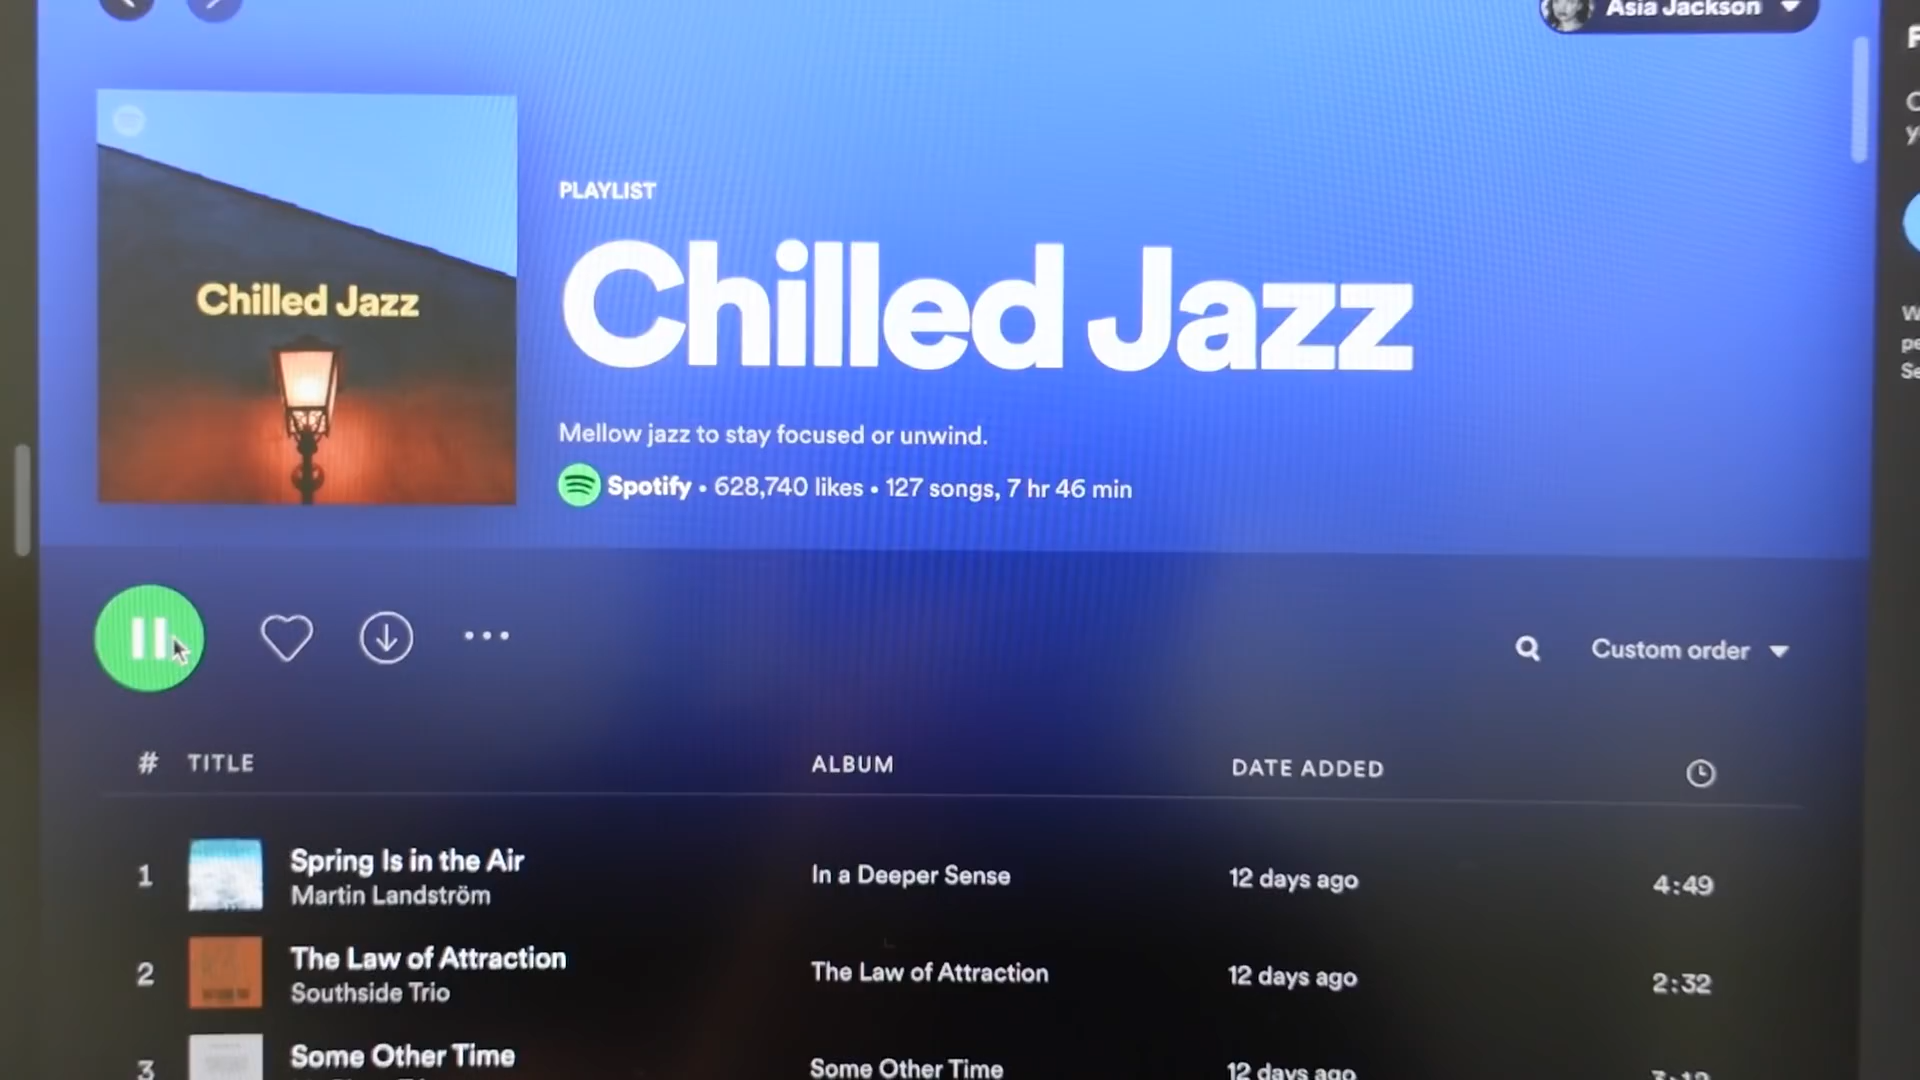 Asia Jackson
Chilled Jazz
PLAYLIST
Chilled Jazz
Mellow jazz to stay focused or unwind.
Spotify • 628,740 likes • 127 songs, 7 hr 46 min
Custom order
# TITLE ALBUM DATE ADDED
1 Spring Is in the Air In a Deeper Sense 12 days ago 4:49
Martin Landström
2 The Law of Attraction The Law of Attraction 12 days ago 2:32
Southside Trio
3 Some Other Time Some Other Time 12 days ago